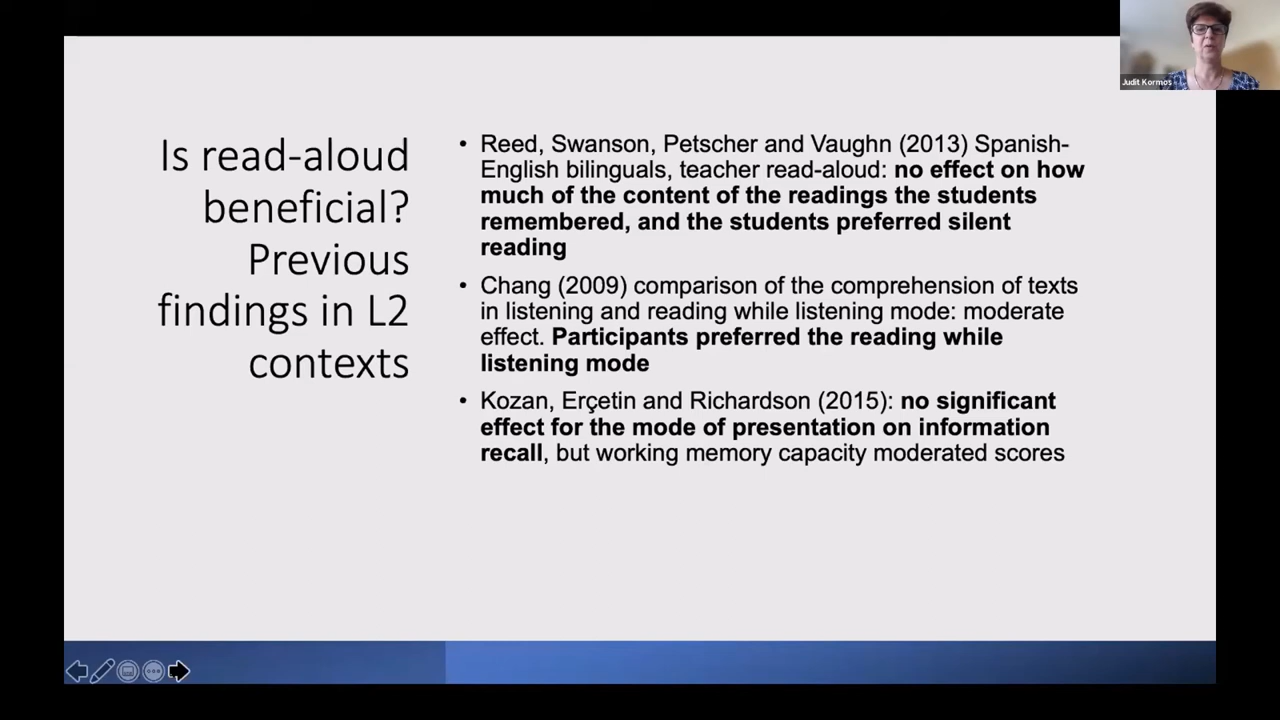 Is read-aloud
beneficial?
Previous
findings in L2
contexts
• Reed, Swanson, Petscher and Vaughn (2013) Spanish-
English bilinguals, teacher read-aloud: no effect on how
much of the content of the readings the students
remembered, and the students preferred silent
reading
• Chang (2009) comparison of the comprehension of texts
in listening and reading while listening mode: moderate
effect. Participants preferred the reading while
listening mode
• Kozan, Erçetin and Richardson (2015): no significant
effect for the mode of presentation on information
recall, but working memory capacity moderated scores
Judit Kormos